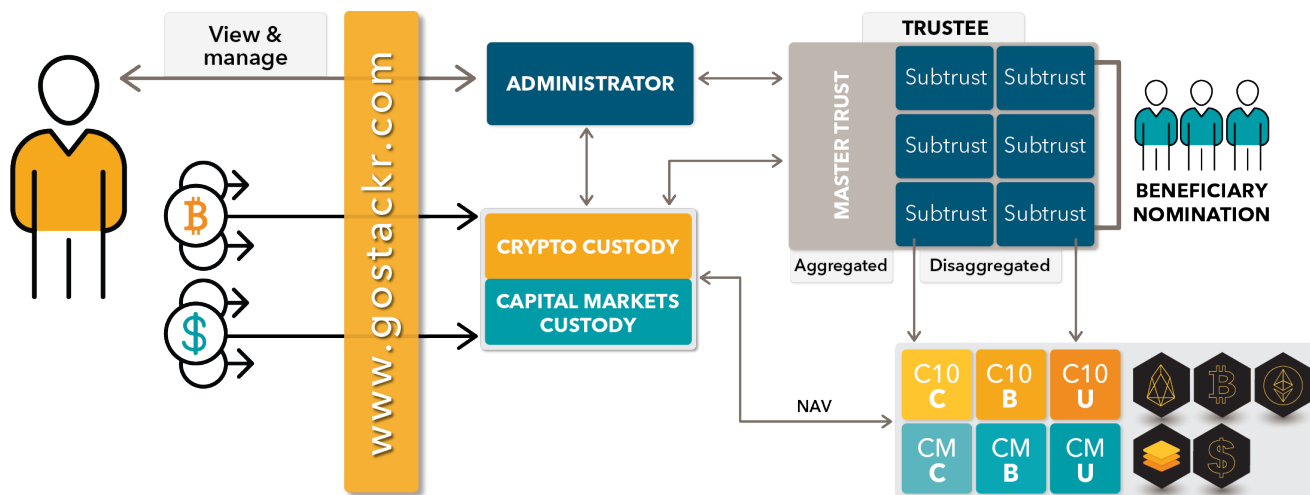 View &
manage
www.gostackr.com
ADMINISTRATOR
TRUSTEE
MASTER TRUST
Subtrust
Subtrust
Subtrust
Subtrust
Subtrust
Subtrust
BENEFICIARY
NOMINATION
Aggregated
Disaggregated
CRYPTO CUSTODY
CAPITAL MARKETS
CUSTODY
NAV
C10
C
C10
B
C10
U
CM
C
CM
B
CM
U